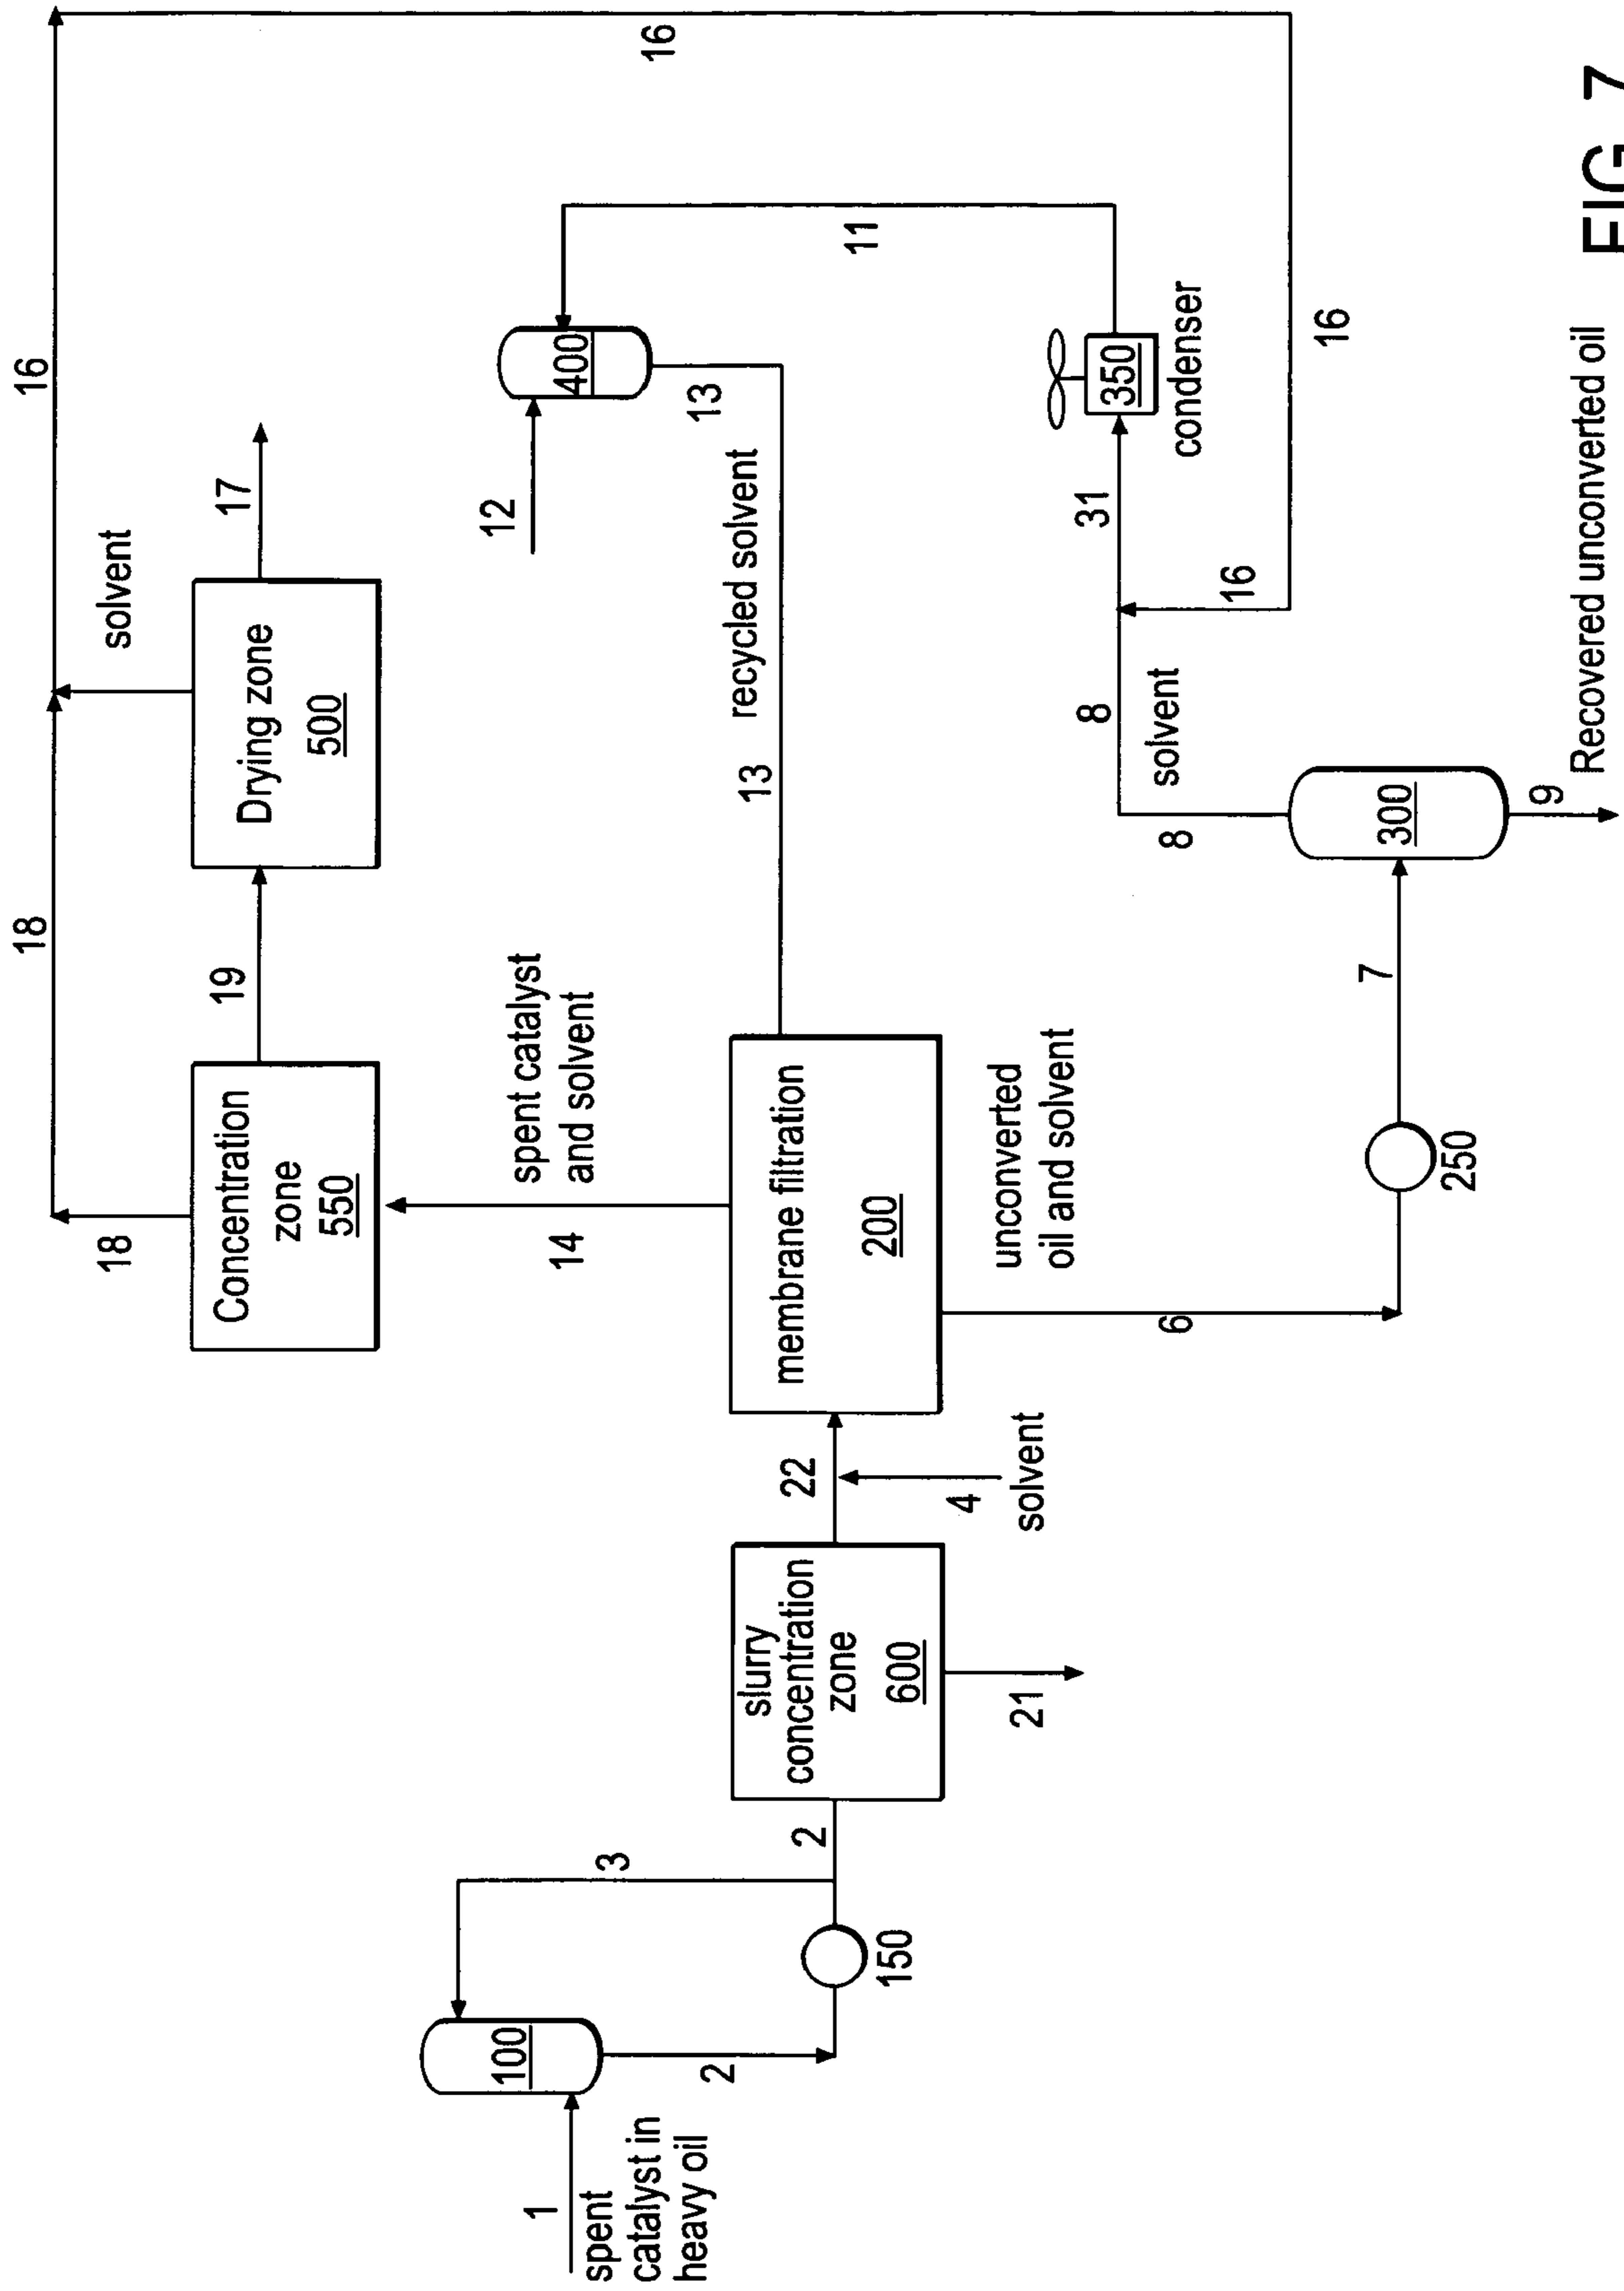 16
16
18
solvent
17
18
19
Concentration
zone
550
Drying zone
500
12
400
11
13
spent catalyst
and solvent
14
recycled solvent
13
1
spent
catalyst in
heavy oil
100
3
2
150
2
slurry
concentration
zone
600
21
22
4
solvent
membrane filtration
200
unconverted
oil and solvent
6
250
7
8
8
solvent
31
350
condenser
16
16
300
9
Recovered unconverted oil
FIG 7